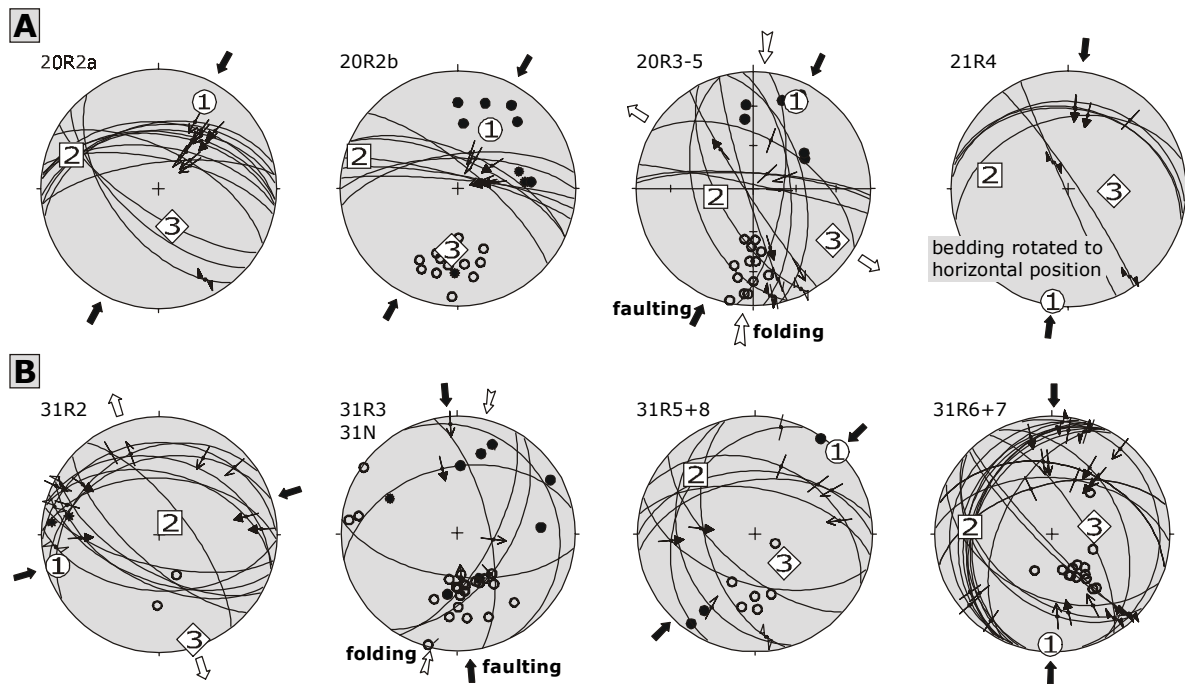 A
20R2a
20R2b
20R3-5
21R4
1
2
3
1
2
3
1
2
3
faulting
folding
2
3
bedding rotated to
horizontal position
1
B
31R2
31R3
31N
31R5+8
31R6+7
2
1
3
folding
faulting
1
2
3
2
3
1